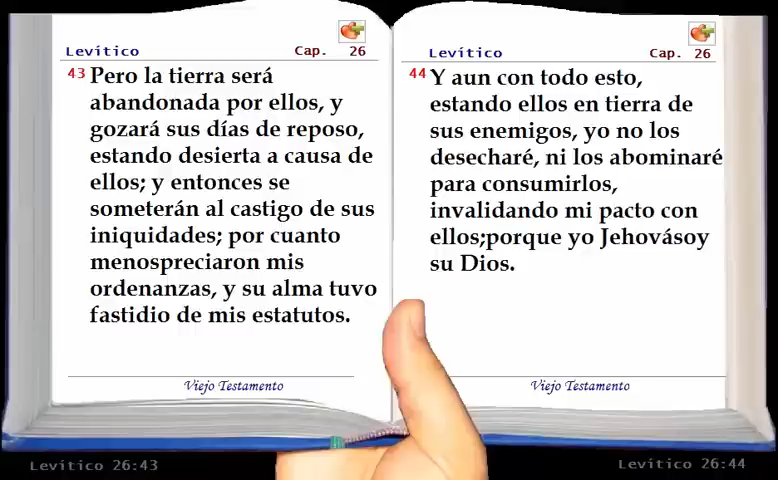 Levítico Cap. 26
43 Pero la tierra será
abandonada por ellos, y
gozará sus días de reposo,
estando desierta a causa de
ellos; y entonces se
someterán al castigo de sus
iniquidades; por cuanto
menospreciaron mis
ordenanzas, y su alma tuvo
fastidio de mis estatutos.
Viejo Testamento
Levítico 26:43
Levítico Cap. 26
44 Y aun con todo esto,
estando ellos en tierra de
sus enemigos, yo no los
desecharé, ni los abominaré
para consumirlos,
invalidando mi pacto con
ellos;porque yo Jehovásoy
su Dios.
Viejo Testamento
Levítico 26:44